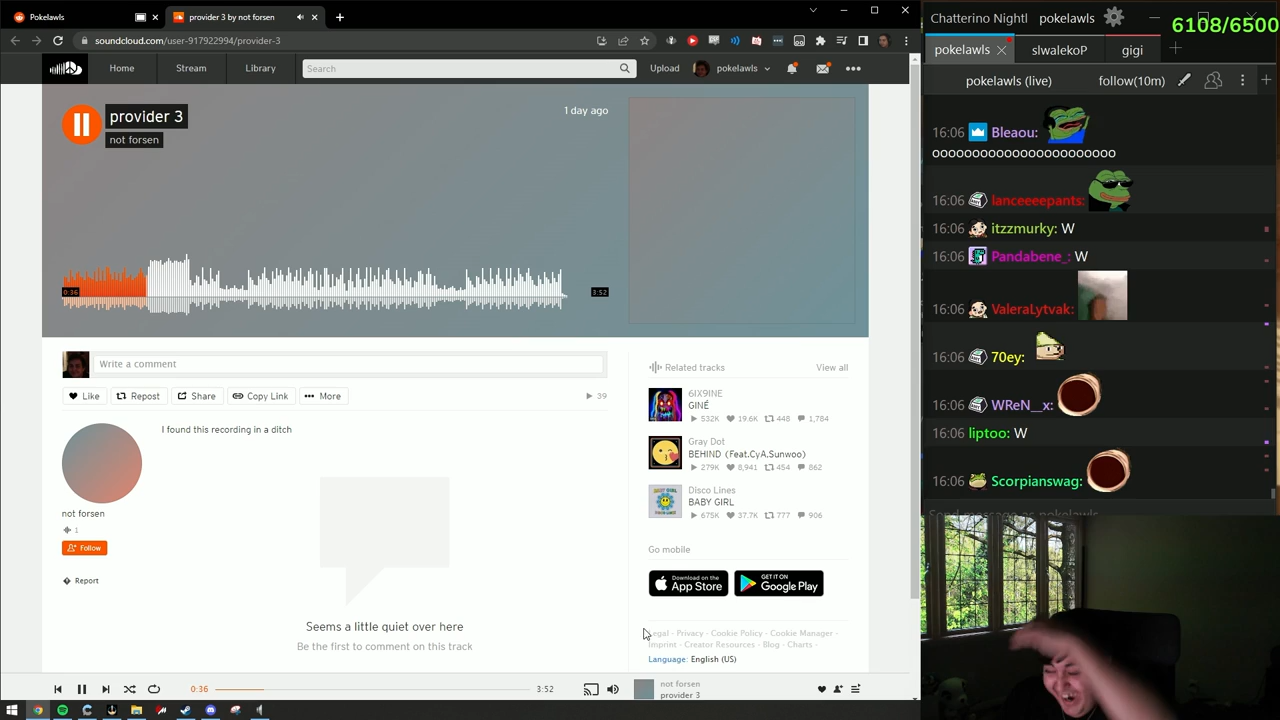 Pokelawls
provider 3 by not forsen
soundcloud.com/user-917922994/provider-3
Home
Stream
Library
Search
Upload
pokelawls
provider 3
not forsen
1 day ago
0:36
3:52
Write a comment
Like
Repost
Share
Copy Link
More
39
I found this recording in a ditch
not forsen
1
Follow
Report
Seems a little quiet over here
Be the first to comment on this track
Related tracks
View all
6IX9INE
GINÉ
532K 19.6K 448 1,784
Gray Dot
BEHIND (Feat.CyA,Sunwoo)
279K 8,941 454 862
Disco Lines
BABY GIRL
675K 37.7K 777 906
Go mobile
Download on the
App Store
GET IT ON
Google Play
Legal - Privacy - Cookie Policy - Cookie Manager -
Imprint - Creator Resources - Blog - Charts -
Language: English (US)
0:36
3:52
not forsen
provider 3
Chatterino Nightl
pokelawls
6108/6500
pokelawls
slwalekoP
gigi
pokelawls (live)
follow(10m)
16:06 Bleaou:
oooooooooooooooooooooo
16:06 lanceeeepants:
16:06 itzzmurky: W
16:06 Pandabene_: W
16:06 ValeraLytvak:
16:06 70ey:
16:06 WReN__x:
16:06 liptoo: W
16:06 Scorpianswag:
Send message as pokelawls...